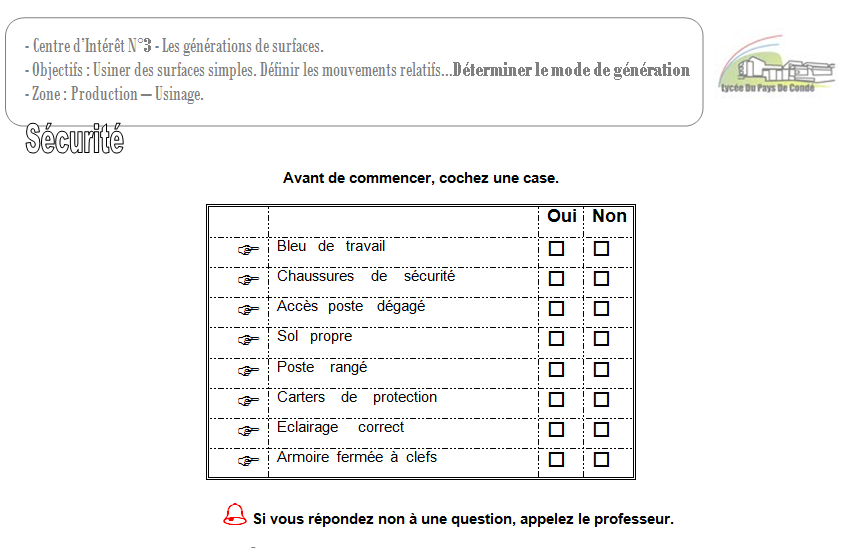 - Centre d'Intérêt N°3 - Les générations de surfaces.
- Objectifs : Usiner des surfaces simples. Définir les mouvements relatifs...Déterminer le mode de génération
- Zone : Production – Usinage.
Lycée Du Pays De Condé
Sécurité
Avant de commencer, cochez une case.
Oui Non
Bleu de travail
Chaussures de sécurité
Accès poste dégagé
Sol propre
Poste rangé
Carters de protection
Eclairage correct
Armoire fermée à clefs
Si vous répondez non à une question, appelez le professeur.